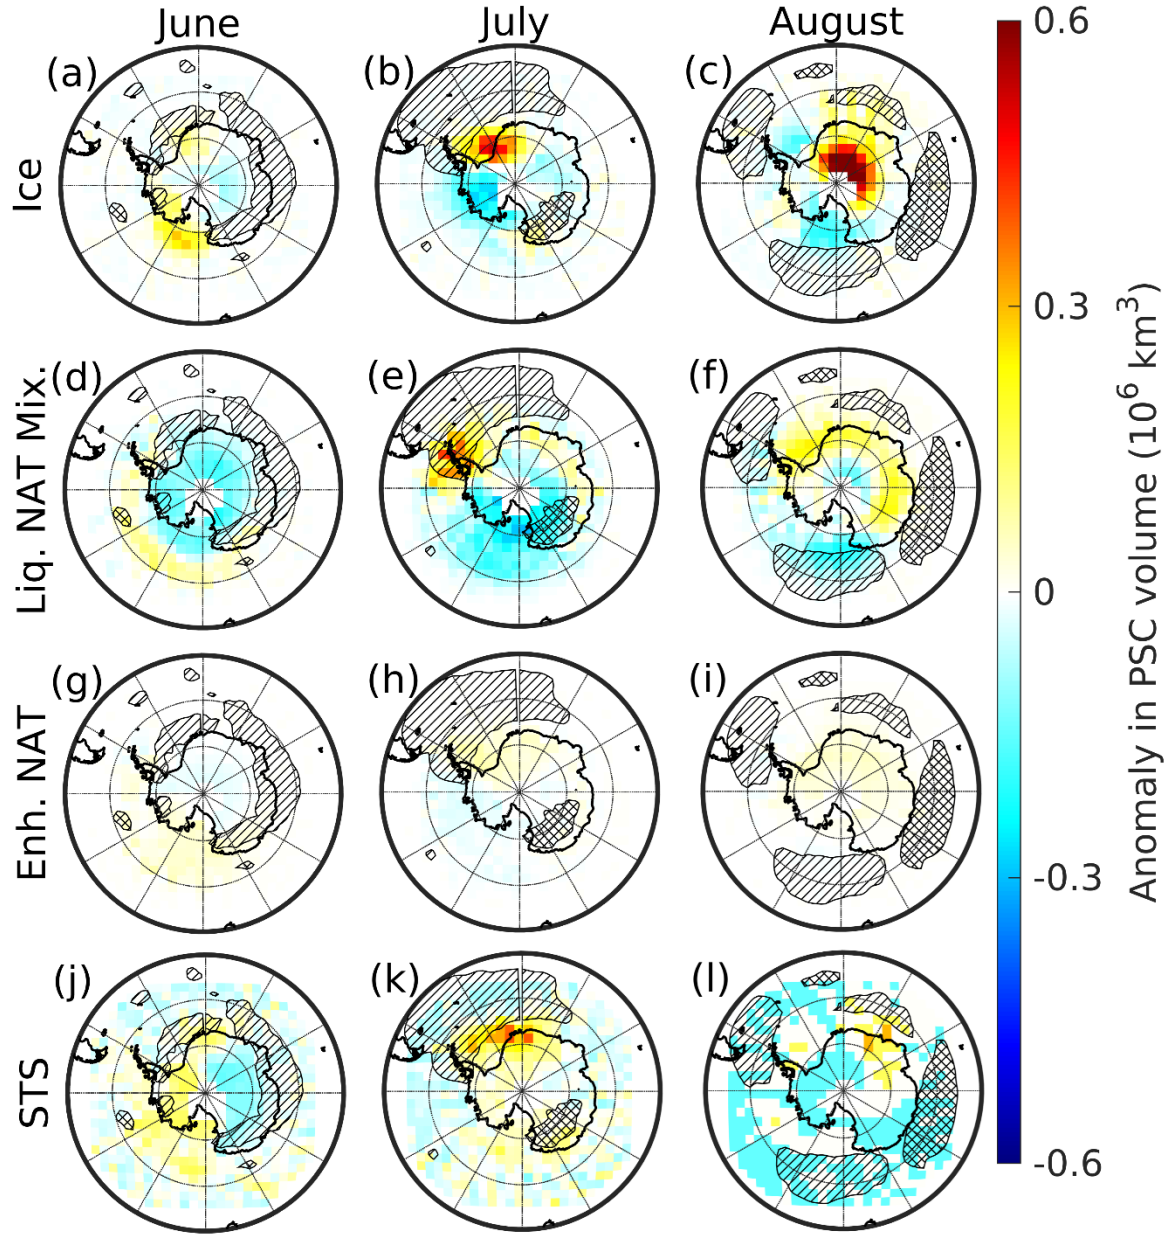 June July August
(a) (b) (c)
Ice
(d) (e) (f)
Liq. NAT Mix.
(g) (h) (i)
Enh. NAT
(j) (k) (l)
STS
0.6
0.3
0
-0.3
-0.6
Anomaly in PSC volume (10⁶ km³)